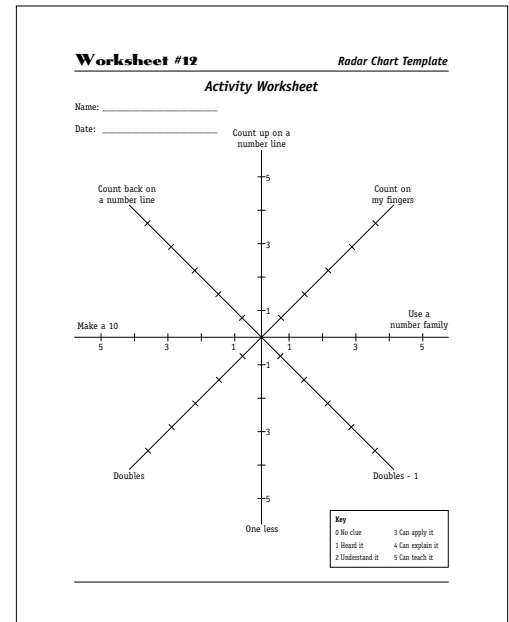 Worksheet #12
Radar Chart Template
Activity Worksheet
Name: ______________________
Date: ______________________
Count up on a
number line
Count back on
a number line
Count on
my fingers
5
3
1
Make a 10
Use a
number family
5 3 1 1 3 5
1
3
5
Doubles
Doubles - 1
One less
Key
0 No clue
1 Heard it
2 Understand it
3 Can apply it
4 Can explain it
5 Can teach it